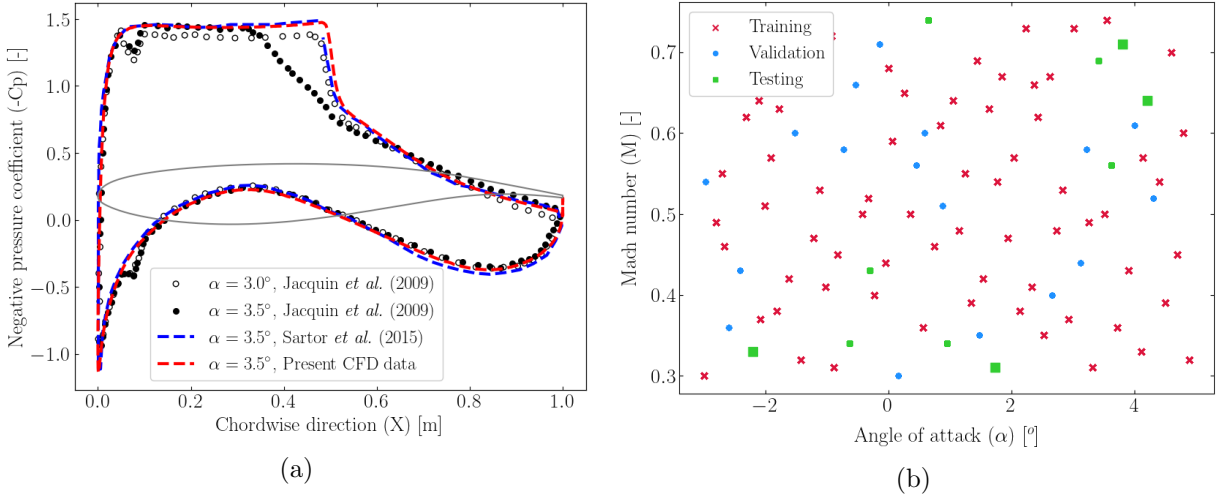 Negative pressure coefficient (-Cp) [-]
1.5
1.0
0.5
0.0
−0.5
−1.0
α = 3.0°, Jacquin et al. (2009)
α = 3.5°, Jacquin et al. (2009)
α = 3.5°, Sartor et al. (2015)
α = 3.5°, Present CFD data
0.0 0.2 0.4 0.6 0.8 1.0
Chordwise direction (X) [m]
(a)
Mach number (M) [-]
0.7
0.6
0.5
0.4
0.3
Training
Validation
Testing
−2 0 2 4
Angle of attack (α) [°]
(b)